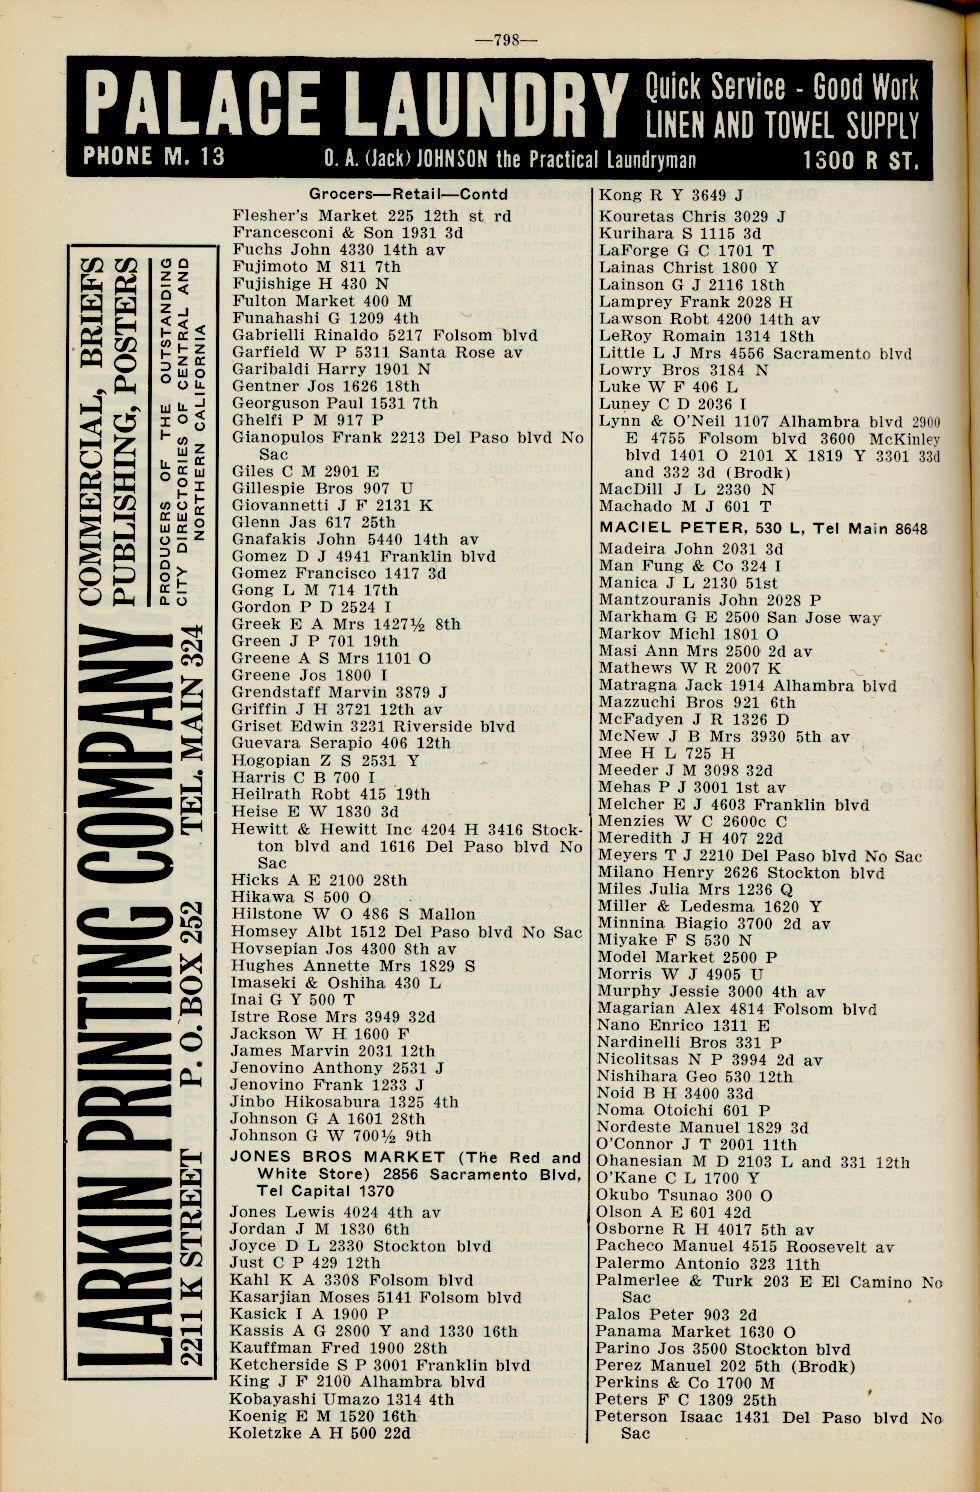 —798—
PALACE LAUNDRY
Quick Service - Good Work
LINEN AND TOWEL SUPPLY
PHONE M. 13
O. A. (Jack) JOHNSON the Practical Laundryman
1300 R ST.
LARKIN PRINTING COMPANY
2211 K STREET P. O. BOX 252 TEL. MAIN 324
COMMERCIAL, BRIEFS
PUBLISHING, POSTERS
PRODUCERS OF THE OUTSTANDING
CITY DIRECTORIES OF CENTRAL AND
NORTHERN CALIFORNIA
Grocers—Retail—Contd
Flesher's Market 225 12th st rd
Francesconi & Son 1931 3d
Fuchs John 4330 14th av
Fujimoto M 811 7th
Fujishige H 430 N
Fulton Market 400 M
Funahashi G 1209 4th
Gabrielli Rinaldo 5217 Folsom blvd
Garfield W P 5311 Santa Rose av
Garibaldi Harry 1901 N
Gentner Jos 1626 18th
Georguson Paul 1531 7th
Ghelfi P M 917 P
Gianopulos Frank 2213 Del Paso blvd No
Sac
Giles C M 2901 E
Gillespie Bros 907 U
Giovannetti J F 2131 K
Glenn Jas 617 25th
Gnafakis John 5440 14th av
Gomez D J 4941 Franklin blvd
Gomez Francisco 1417 3d
Gong L M 714 17th
Gordon P D 2524 I
Greek E A Mrs 1427½ 8th
Green J P 701 19th
Greene A S Mrs 1101 O
Greene Jos 1800 I
Grendstaff Marvin 3879 J
Griffin J H 3721 12th av
Griset Edwin 3231 Riverside blvd
Guevara Serapio 406 12th
Hogopian Z S 2531 Y
Harris C B 700 I
Heilrath Robt 415 19th
Heise E W 1830 3d
Hewitt & Hewitt Inc 4204 H 3416 Stock-
ton blvd and 1616 Del Paso blvd No
Sac
Hicks A E 2100 28th
Hikawa S 500 O
Hilstone W O 486 S Mallon
Homsey Albt 1512 Del Paso blvd No Sac
Hovsepian Jos 4300 8th av
Hughes Annette Mrs 1829 S
Imaseki & Oshiha 430 L
Inai G Y 500 T
Istre Rose Mrs 3949 32d
Jackson W H 1600 F
James Marvin 2031 12th
Jenovino Anthony 2531 J
Jenovino Frank 1233 J
Jinbo Hikosabura 1325 4th
Johnson G A 1601 28th
Johnson G W 700½ 9th
JONES BROS MARKET (The Red and
White Store) 2856 Sacramento Blvd,
Tel Capital 1370
Jones Lewis 4024 4th av
Jordan J M 1830 6th
Joyce D L 2330 Stockton blvd
Just C P 429 12th
Kahl K A 3308 Folsom blvd
Kasarjian Moses 5141 Folsom blvd
Kasick I A 1900 P
Kassis A G 2800 Y and 1330 16th
Kauffman Fred 1900 28th
Ketcherside S P 3001 Franklin blvd
King J F 2100 Alhambra blvd
Kobayashi Umazo 1314 4th
Koenig E M 1520 16th
Koletzke A H 500 22d
Kong R Y 3649 J
Kouretas Chris 3029 J
Kurihara S 1115 3d
LaForge G C 1701 T
Lainas Christ 1800 Y
Lainson G J 2116 18th
Lamprey Frank 2028 H
Lawson Robt 4200 14th av
LeRoy Romain 1314 18th
Little L J Mrs 4556 Sacramento blvd
Lowry Bros 3184 N
Luke W F 406 L
Luney C D 2036 I
Lynn & O'Neil 1107 Alhambra blvd 2900
E 4755 Folsom blvd 3600 McKinley
blvd 1401 O 2101 X 1819 Y 3301 33d
and 332 3d (Brodk)
MacDill J L 2330 N
Machado M J 601 T
MACIEL PETER, 530 L, Tel Main 8648
Madeira John 2031 3d
Man Fung & Co 324 I
Manica J L 2130 51st
Mantzouranis John 2028 P
Markham G E 2500 San Jose way
Markov Michl 1801 O
Masi Ann Mrs 2500 2d av
Mathews W R 2007 K
Matragna Jack 1914 Alhambra blvd
Mazzuchi Bros 921 6th
McFadyen J R 1326 D
McNew J B Mrs 3930 5th av
Mee H L 725 H
Meeder J M 3098 32d
Mehas P J 3001 1st av
Melcher E J 4603 Franklin blvd
Menzies W C 2600c C
Meredith J H 407 22d
Meyers T J 2210 Del Paso blvd No Sac
Milano Henry 2626 Stockton blvd
Miles Julia Mrs 1236 Q
Miller & Ledesma 1620 Y
Minnina Biagio 3700 2d av
Miyake F S 530 N
Model Market 2500 P
Morris W J 4905 U
Murphy Jessie 3000 4th av
Magarian Alex 4814 Folsom blvd
Nano Enrico 1311 E
Nardinelli Bros 331 P
Nicolitsas N P 3994 2d av
Nishihara Geo 530 12th
Noid B H 3400 33d
Noma Otoichi 601 P
Nordeste Manuel 1829 3d
O'Connor J T 2001 11th
Ohanesian M D 2103 L and 331 12th
O'Kane C L 1700 Y
Okubo Tsunao 300 O
Olson A E 601 42d
Osborne R H 4017 5th av
Pacheco Manuel 4515 Roosevelt av
Palermo Antonio 323 11th
Palmerlee & Turk 203 E El Camino No
Sac
Palos Peter 903 2d
Panama Market 1630 O
Parino Jos 3500 Stockton blvd
Perez Manuel 202 5th (Brodk)
Perkins & Co 1700 M
Peters F C 1309 25th
Peterson Isaac 1431 Del Paso blvd No
Sac